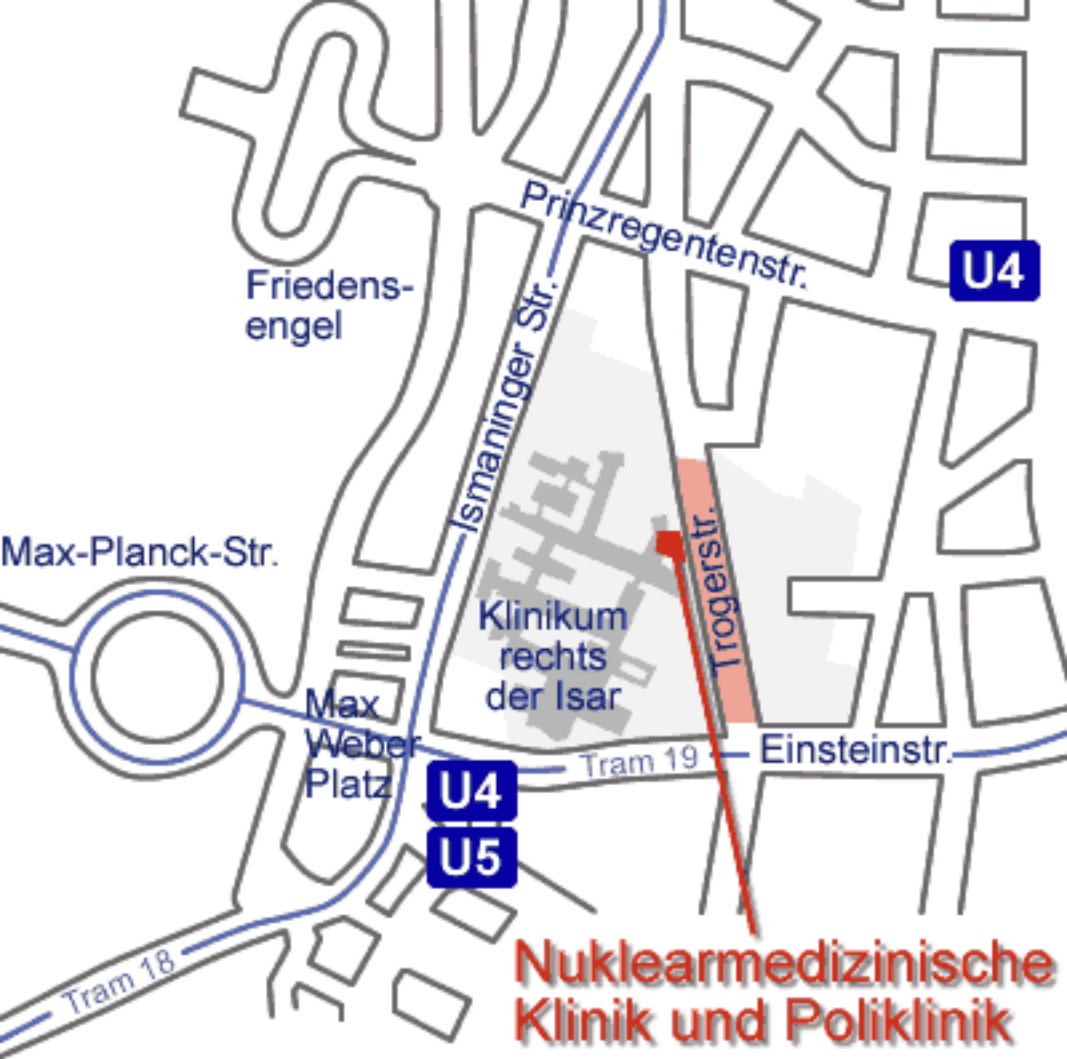 Prinzregentenstr.
U4
Friedens-
engel
Ismaninger Str.
Max-Planck-Str.
Trogerstr.
Klinikum
rechts
der Isar
Max
Weber
Platz
Tram 19
Einsteinstr.
U4
U5
Tram 18
Nuklearmedizinische
Klinik und Poliklinik